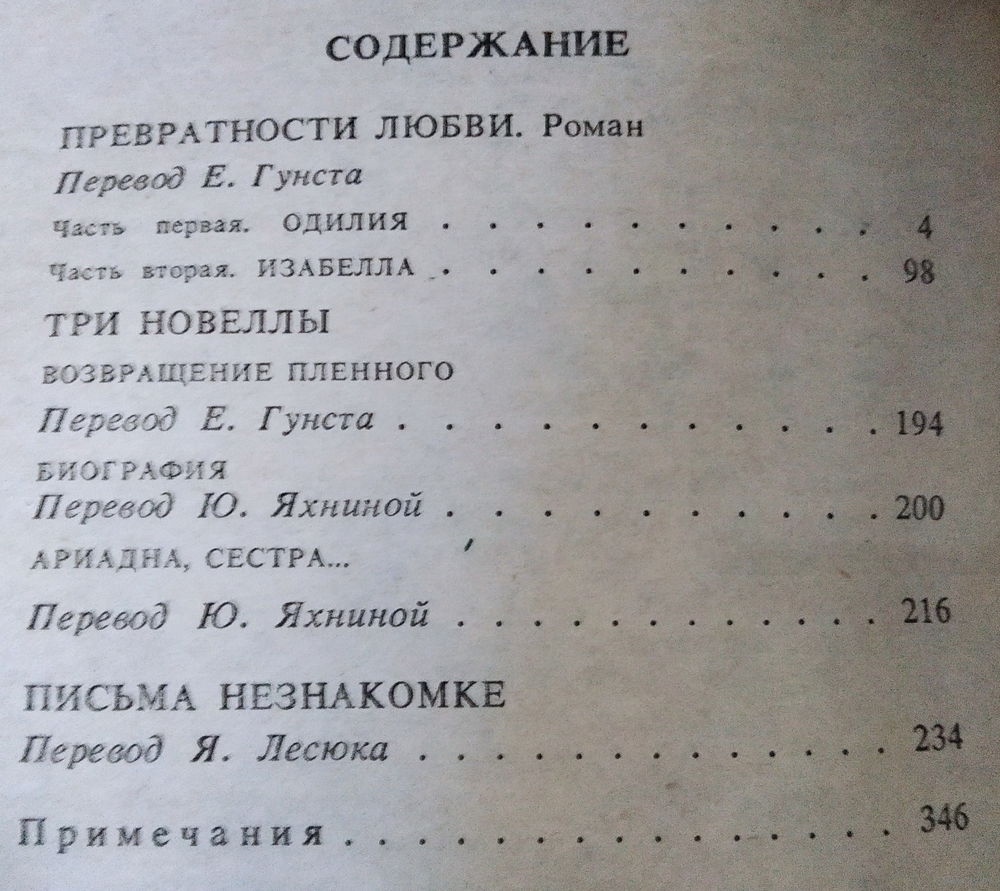 СОДЕРЖАНИЕ
ПРЕВРАТНОСТИ ЛЮБВИ. Роман
Перевод Е. Гунста
Часть первая. ОДИЛИЯ . . . . . . . . . . 4
Часть вторая. ИЗАБЕЛЛА . . . . . . . . . . 98
ТРИ НОВЕЛЛЫ
ВОЗВРАЩЕНИЕ ПЛЕННОГО
Перевод Е. Гунста . . . . . . . . . . . 194
БИОГРАФИЯ
Перевод Ю. Яхниной . . . . . . . . . . 200
АРИАДНА, СЕСТРА...
Перевод Ю. Яхниной . . . . . . . . . . . . 216
ПИСЬМА НЕЗНАКОМКЕ
Перевод Я. Лесюка . . . . . . . . . . . . . 234
Примечания . . . . . . . . . . . . . . . 346